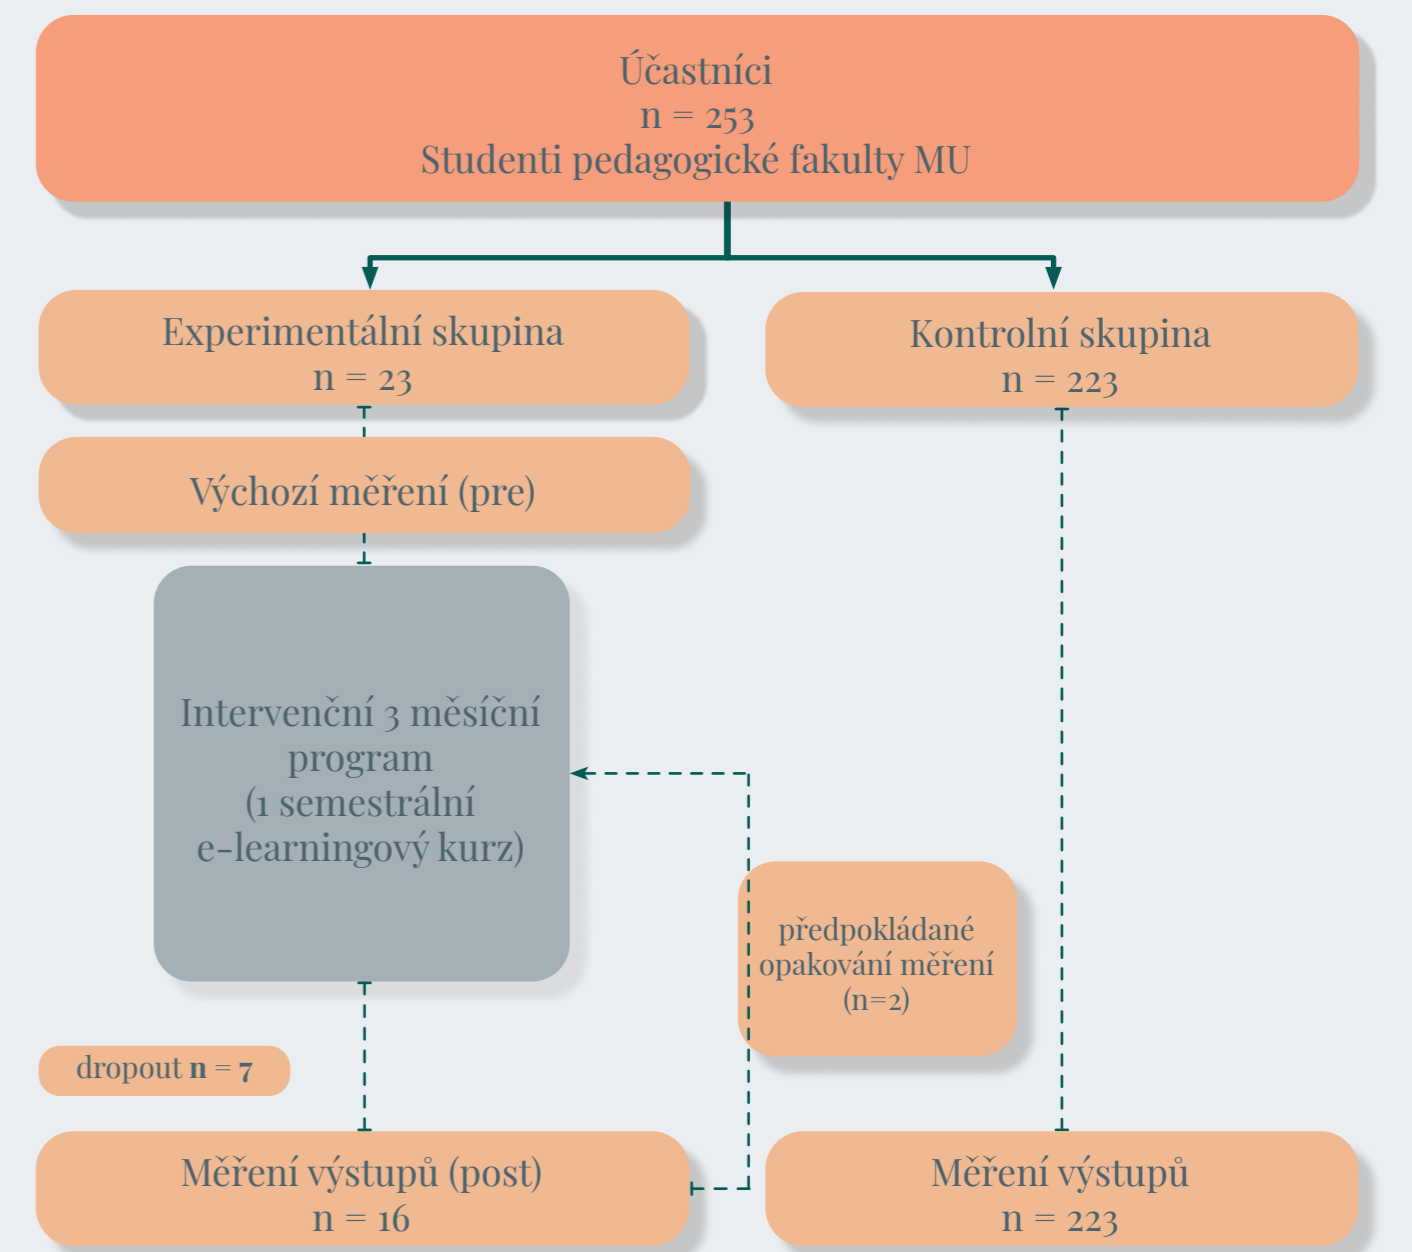 Účastníci
n = 253
Studenti pedagogické fakulty MU
Experimentální skupina
n = 23
Kontrolní skupina
n = 223
Výchozí měření (pre)
Intervenční 3 měsíční
program
(1 semestrální
e-learningový kurz)
předpokládané
opakování měření
(n=2)
dropout n = 7
Měření výstupů (post)
n = 16
Měření výstupů
n = 223